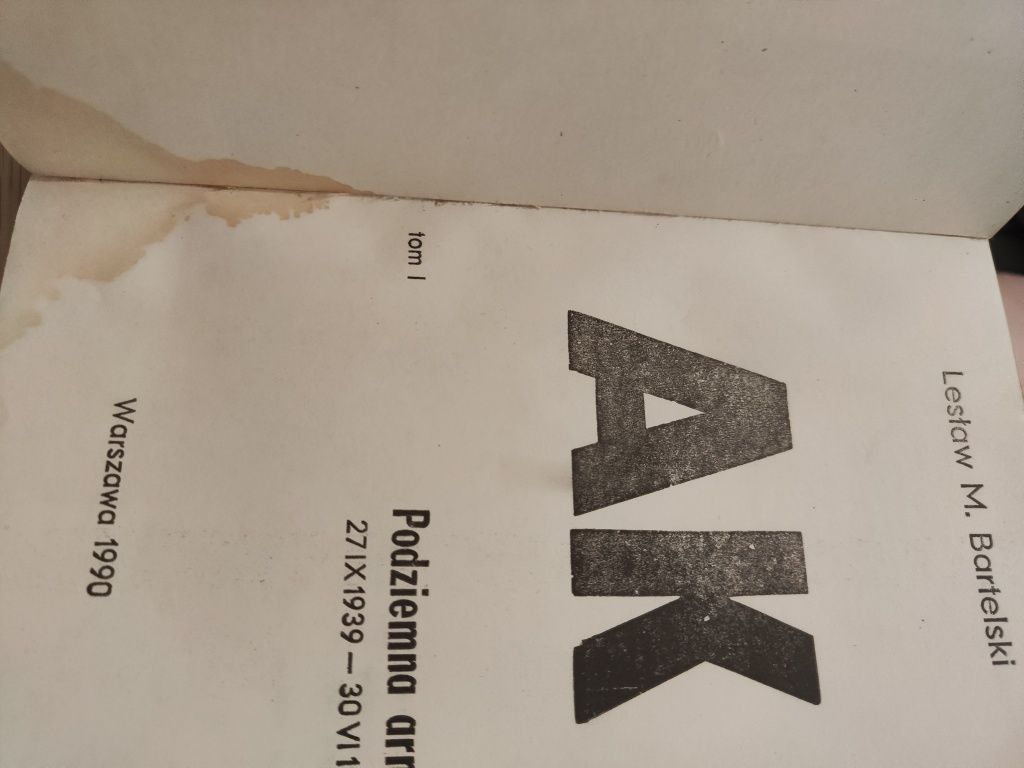 Lesław M. Bartelski
AK
tom I
Podziemna
27 IX 1939 — 30 VI
Warszawa 1990